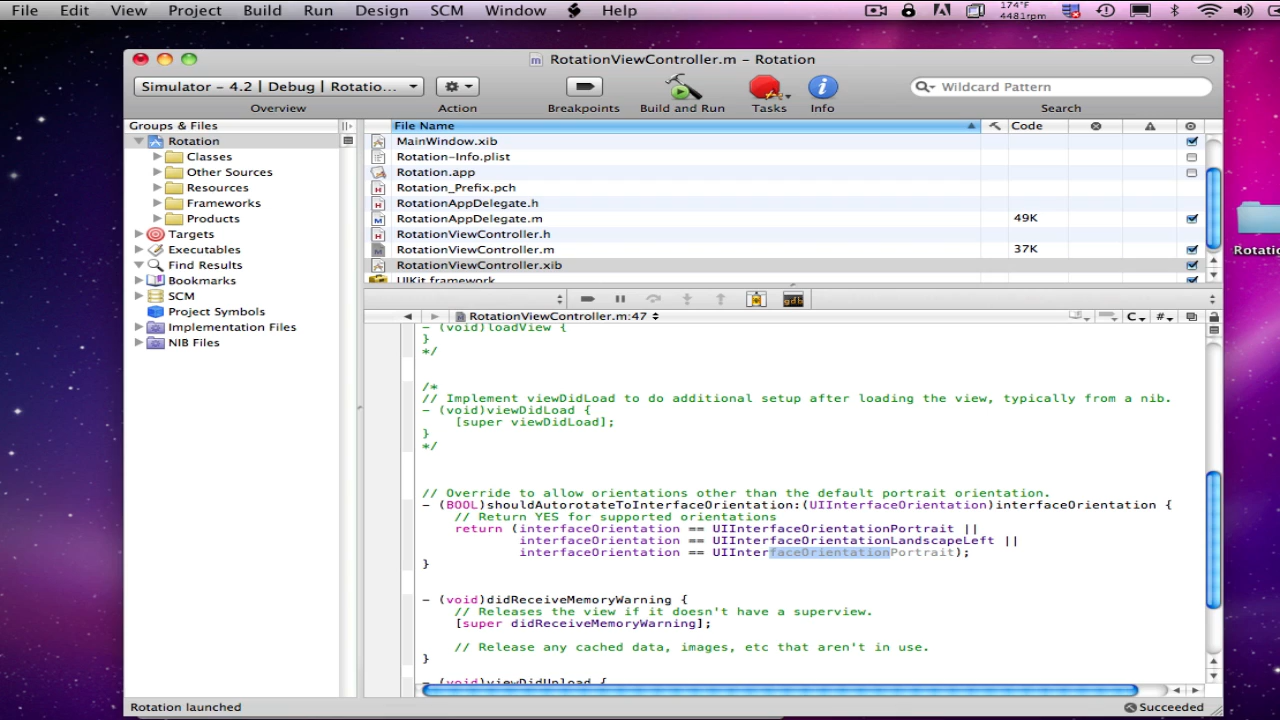 File Edit View Project Build Run Design SCM Window Help 174°F 4481rpm
RotationViewController.m – Rotation
Simulator – 4.2 | Debug | Rotatio...
Wildcard Pattern
Overview Action Breakpoints Build and Run Tasks Info Search
Groups & Files
Rotation
Classes
Other Sources
Resources
Frameworks
Products
Targets
Executables
Find Results
Bookmarks
SCM
Project Symbols
Implementation Files
NIB Files
File Name Code
MainWindow.xib
Rotation-Info.plist
Rotation.app
Rotation_Prefix.pch
RotationAppDelegate.h
RotationAppDelegate.m 49K
RotationViewController.h
RotationViewController.m 37K
RotationViewController.xib
UIKit framework
gdb
RotationViewController.m:47
C #
- (void)loadView {
}
*/
/*
// Implement viewDidLoad to do additional setup after loading the view, typically from a nib.
- (void)viewDidLoad {
[super viewDidLoad];
}
*/
// Override to allow orientations other than the default portrait orientation.
- (BOOL)shouldAutorotateToInterfaceOrientation:(UIInterfaceOrientation)interfaceOrientation {
// Return YES for supported orientations
return (interfaceOrientation == UIInterfaceOrientationPortrait ||
interfaceOrientation == UIInterfaceOrientationLandscapeLeft ||
interfaceOrientation == UIInterfaceOrientationPortrait);
}
- (void)didReceiveMemoryWarning {
// Releases the view if it doesn't have a superview.
[super didReceiveMemoryWarning];
// Release any cached data, images, etc that aren't in use.
}
- (void)viewDidUnload {
Rotation launched
Succeeded
Rotatio